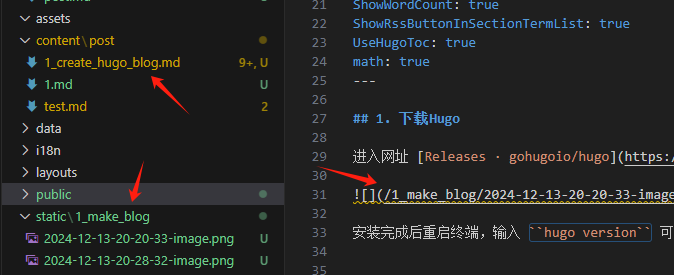 post.md
assets
content\post
1_create_hugo_blog.md 9+, U
1.md U
test.md 2
data
i18n
layouts
public
static\1_make_blog
2024-12-13-20-20-33-image.png U
2024-12-13-20-28-32-image.png U
21 ShowWordCount: true
22 ShowRssButtonInSectionTermList: true
23 UseHugoToc: true
24 math: true
25 ---
26
27 ## 1. 下载Hugo
28
29 进入网址 [Releases · gohugoio/hugo](https:
30
31 ![](/1_make_blog/2024-12-13-20-20-33-image
32
33 安装完成后重启终端，输入 ``hugo version`` 可
34
35